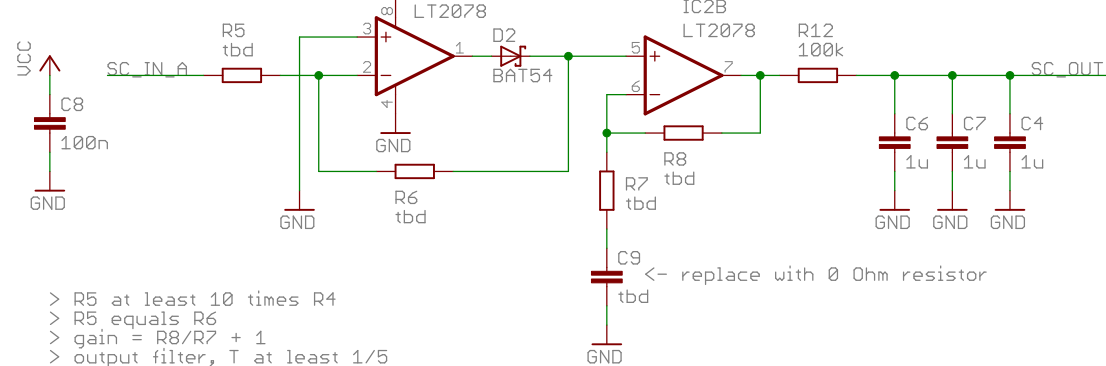 IC2B
LT2078
LT2078
8
R5
tbd
3
+
1
D2
BAT54
5
+
7
R12
100k
VCC
SC_IN_A
2
-
6
-
SC_OUT
4
GND
C8
100n
GND
C6
1u
C7
1u
C4
1u
R8
tbd
R6
tbd
R7
tbd
GND
GND
GND
GND
C9
tbd
<- replace with 0 Ohm resistor
GND
> R5 at least 10 times R4
> R5 equals R6
> gain = R8/R7 + 1
> output filter, T at least 1/5